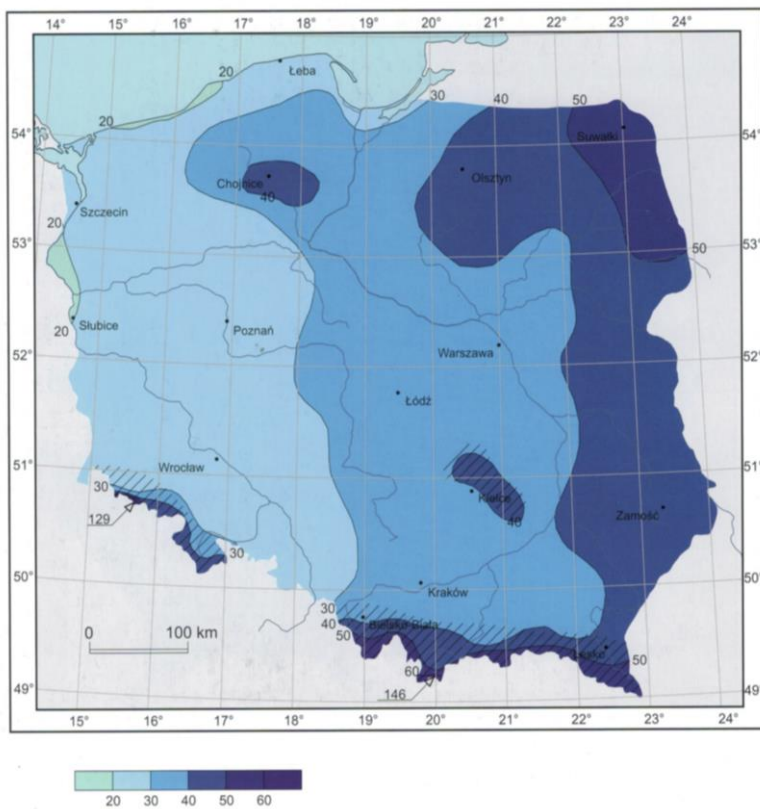 14° 15° 16° 17° 18° 19° 20° 21° 22° 23° 24°
20
Łeba
20
30 40 50
54°
54°
Suwałki
Chojnice
40
Olsztyn
Szczecin
20
53°
53°
50
20
Słubice
Poznań
Warszawa
52°
52°
Łódź
Wrocław
51°
51°
30
129
Kielce
40
Zamość
30
50°
50°
Kraków
30
40
50
Bielsko-Biała
Lesko
50
0 100 km
60
146
49°
49°
15° 16° 17° 18° 19° 20° 21° 22° 23° 24°
20 30 40 50 60